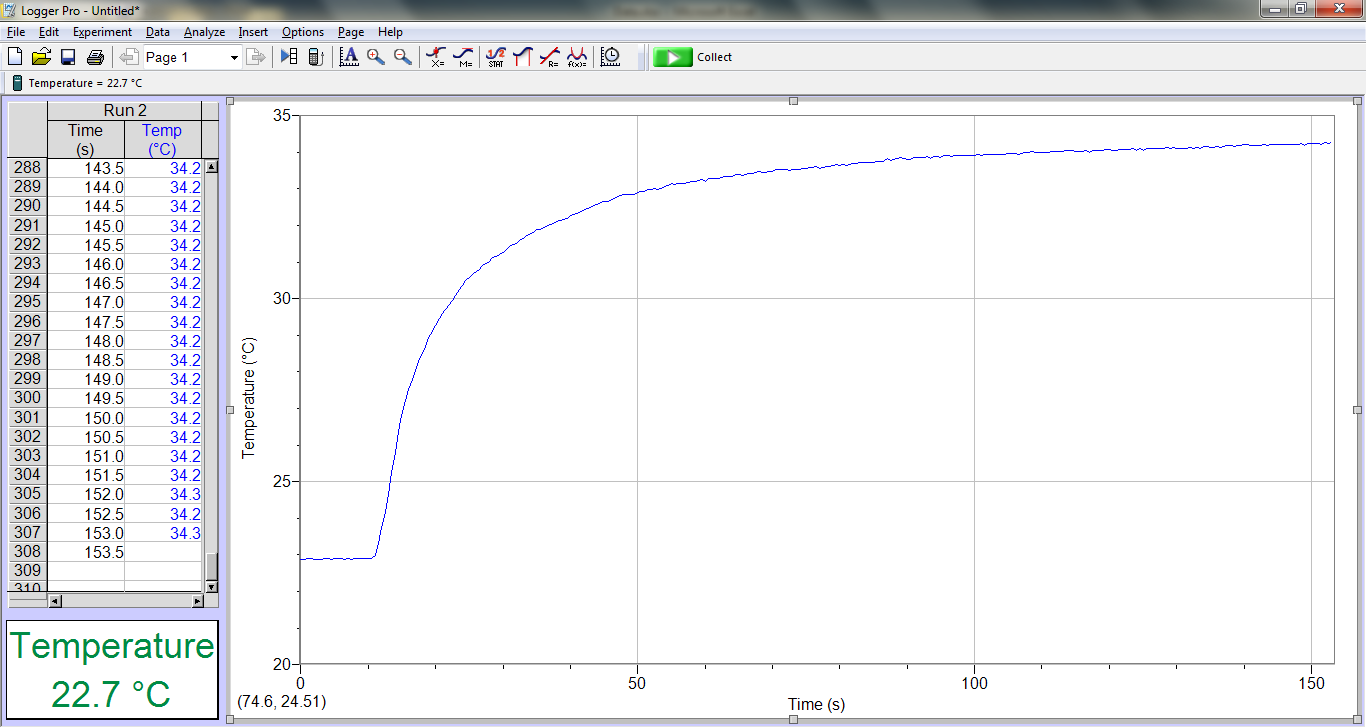 Logger Pro - Untitled*
File Edit Experiment Data Analyze Insert Options Page Help
Page 1
X= M= STAT R= f(x)= Collect
Temperature = 22.7 °C
Run 2
Time Temp
(s) (°C)
288 143.5 34.2
289 144.0 34.2
290 144.5 34.2
291 145.0 34.2
292 145.5 34.2
293 146.0 34.2
294 146.5 34.2
295 147.0 34.2
296 147.5 34.2
297 148.0 34.2
298 148.5 34.2
299 149.0 34.2
300 149.5 34.2
301 150.0 34.2
302 150.5 34.2
303 151.0 34.2
304 151.5 34.2
305 152.0 34.3
306 152.5 34.2
307 153.0 34.3
308 153.5
309
310
Temperature
22.7 °C
35
30
25
20
Temperature (°C)
0 50 100 150
(74.6, 24.51)
Time (s)